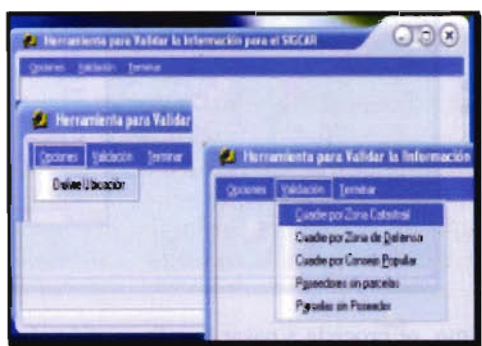 Herramienta para Validar la Información para el SIGCAR
Opciones Validación Terminar
Herramienta para Validar
Opciones Validación Terminar
Define Ubicación
Herramienta para Validar la Información
Opciones Validación Terminar
Cuadre por Zona Catastral
Cuadre por Zona de Defensa
Cuadre por Consejo Popular
Poseedores sin parcelas
Parcelas sin Poseedor